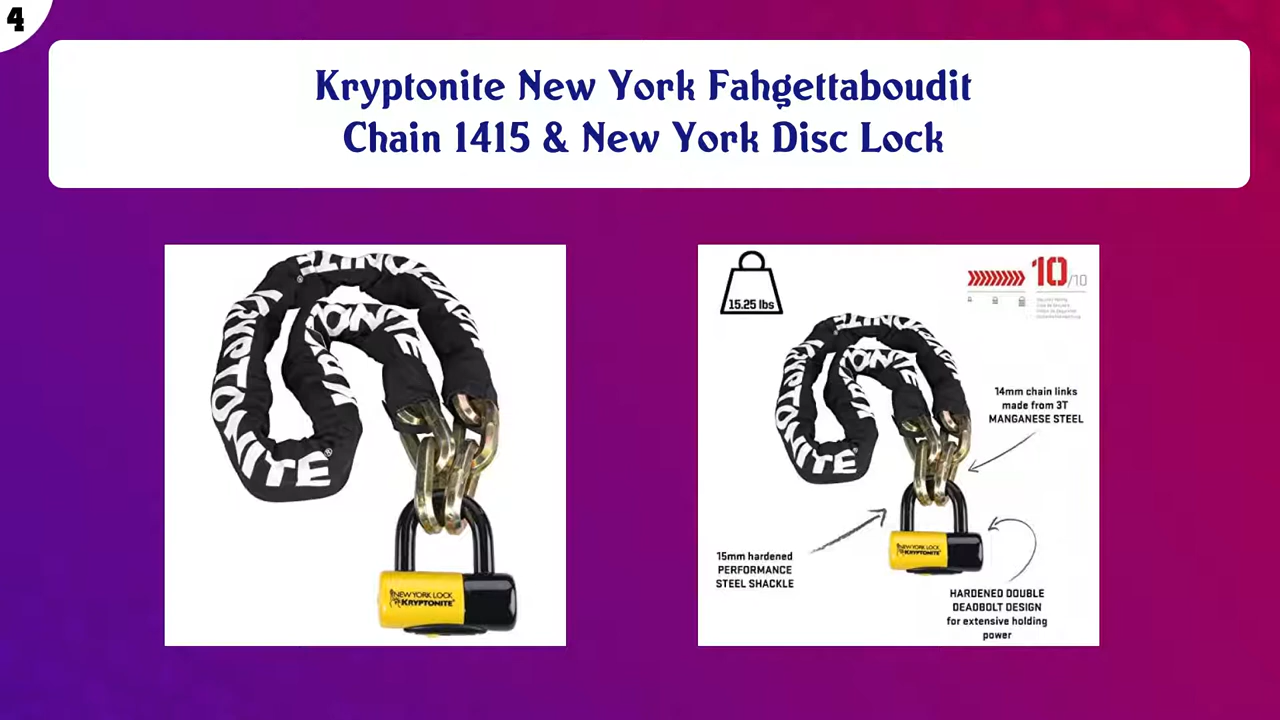 4
Kryptonite New York Fahgettaboudit
Chain 1415 & New York Disc Lock
KRYPTONITE
NEW YORK LOCK
KRYPTONITE®
15.25 lbs
10/10
14mm chain links
made from 3T
MANGANESE STEEL
15mm hardened
PERFORMANCE
STEEL SHACKLE
NEW YORK LOCK
KRYPTONITE
HARDENED DOUBLE
DEADBOLT DESIGN
for extensive holding
power